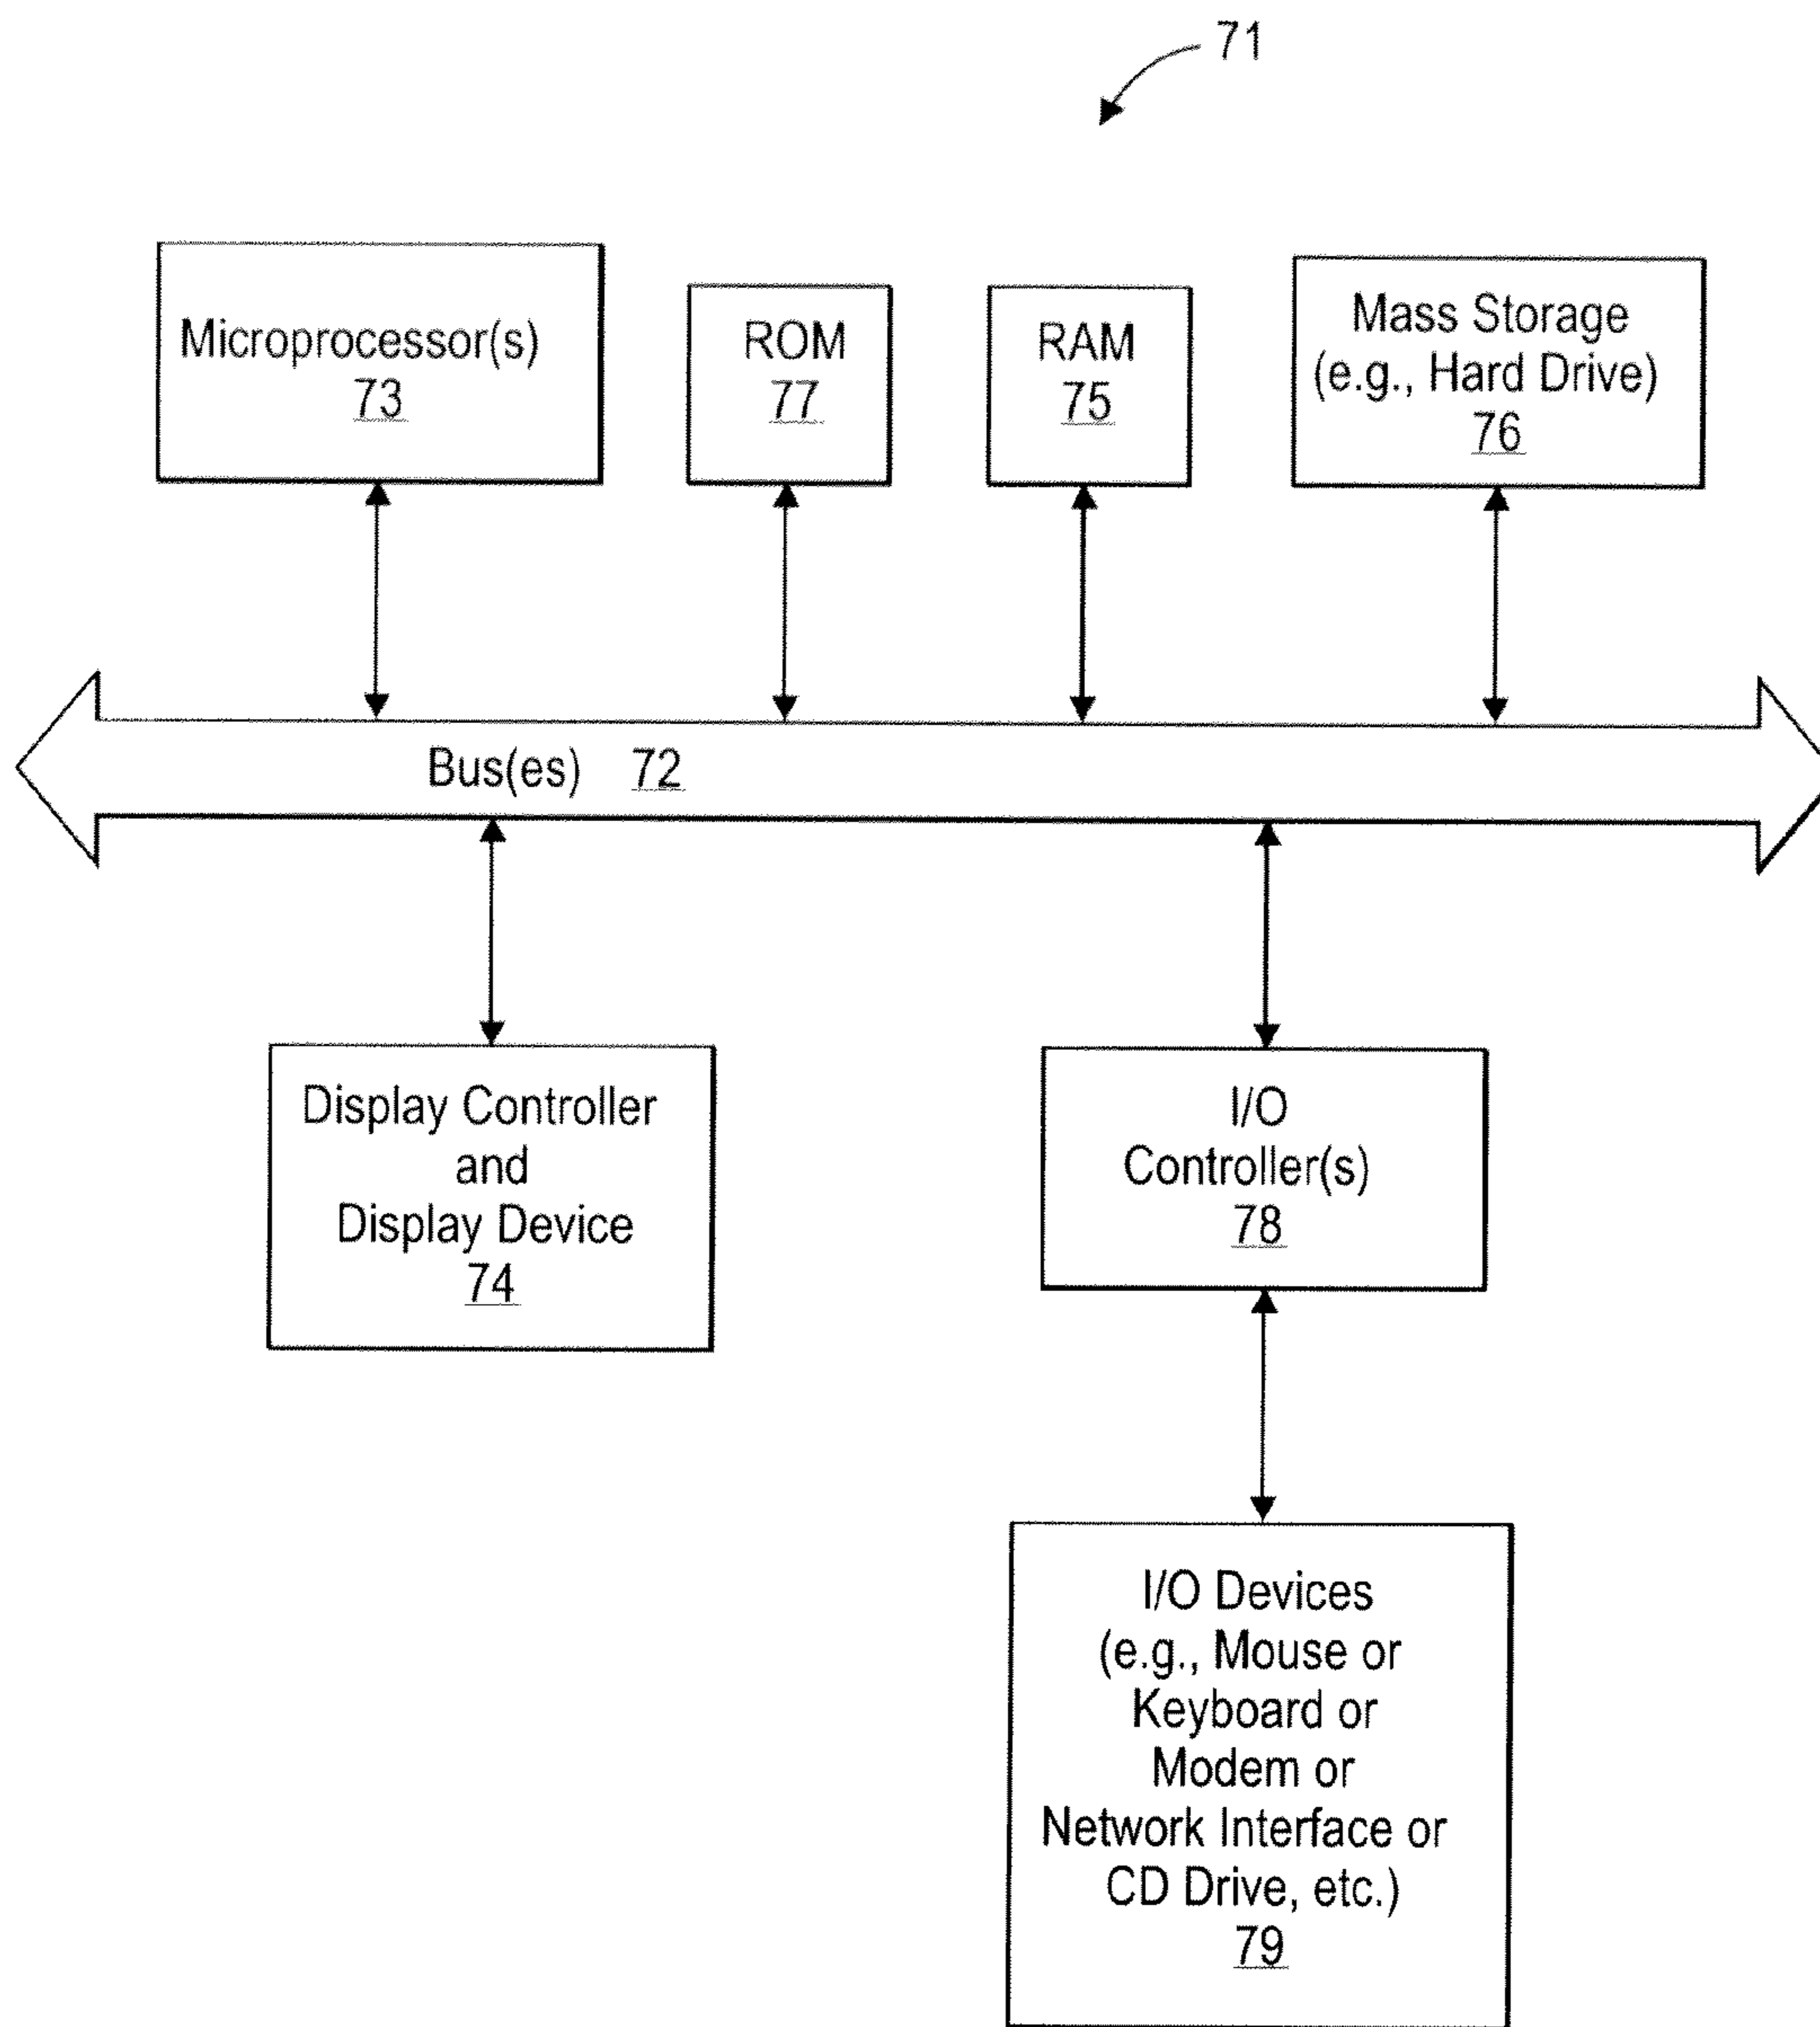 71
Microprocessor(s)
73
ROM
77
RAM
75
Mass Storage
(e.g., Hard Drive)
76
Bus(es) 72
Display Controller
and
Display Device
74
I/O
Controller(s)
78
I/O Devices
(e.g., Mouse or
Keyboard or
Modem or
Network Interface or
CD Drive, etc.)
79